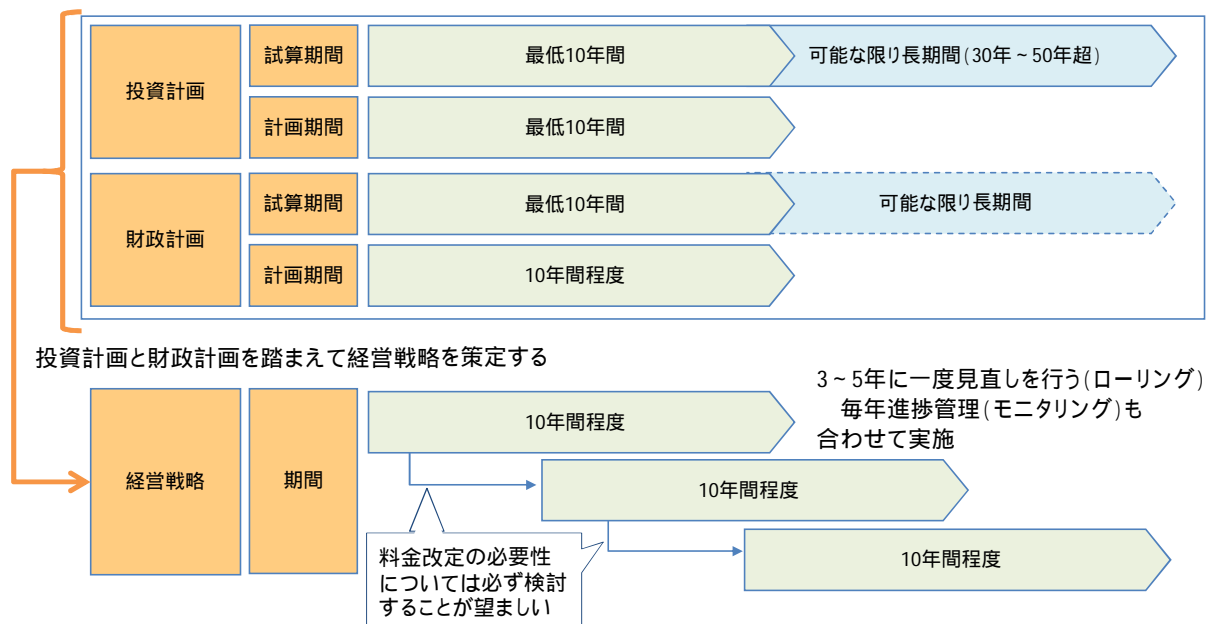 投資計画
試算期間
最低10年間
可能な限り長期間(30年～50年超)
計画期間
最低10年間
財政計画
試算期間
最低10年間
可能な限り長期間
計画期間
10年間程度
投資計画と財政計画を踏まえて経営戦略を策定する
3～5年に一度見直しを行う(ローリング)
毎年進捗管理(モニタリング)も
合わせて実施
経営戦略
期間
10年間程度
10年間程度
10年間程度
料金改定の必要性
については必ず検討
することが望ましい